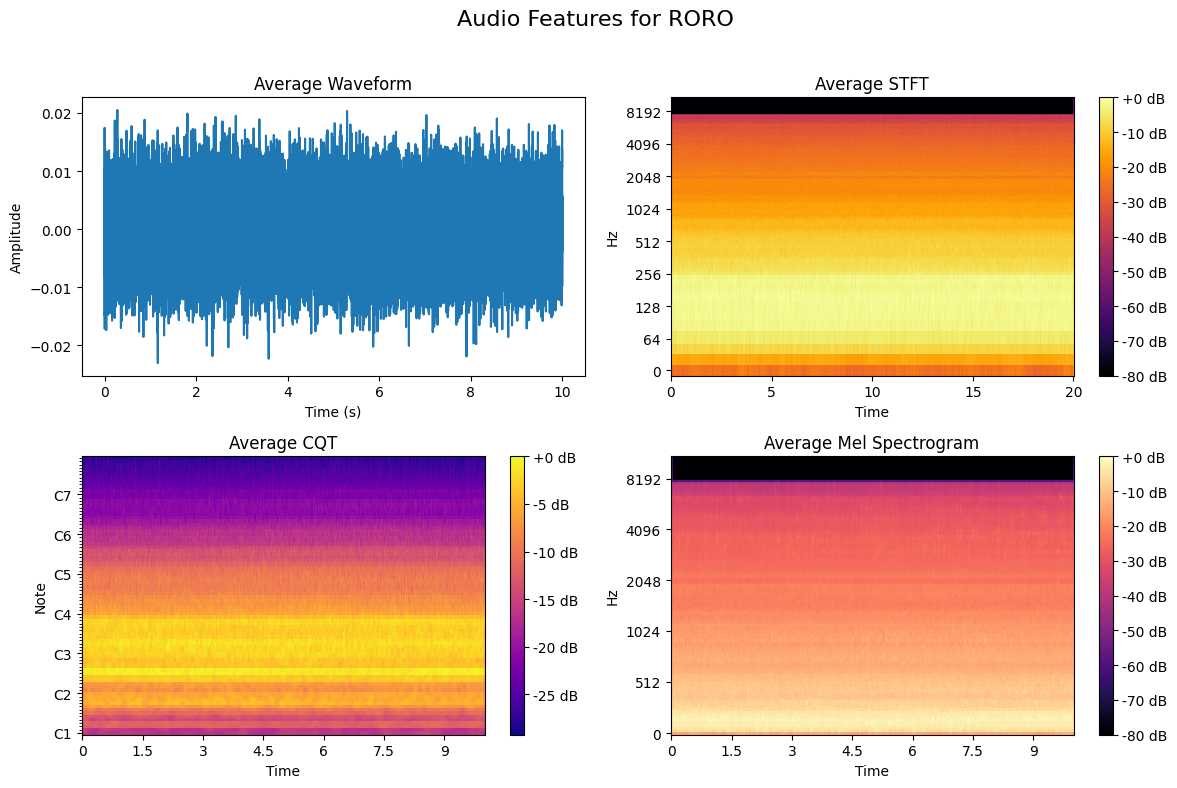 Audio Features for RORO
Average Waveform
Amplitude
0.02
0.01
0.00
−0.01
−0.02
0 2 4 6 8 10
Time (s)
Average STFT
Hz
8192
4096
2048
1024
512
256
128
64
0
0 5 10 15 20
Time
+0 dB
-10 dB
-20 dB
-30 dB
-40 dB
-50 dB
-60 dB
-70 dB
-80 dB
Average CQT
Note
C7
C6
C5
C4
C3
C2
C1
0 1.5 3 4.5 6 7.5 9
Time
+0 dB
-5 dB
-10 dB
-15 dB
-20 dB
-25 dB
Average Mel Spectrogram
Hz
8192
4096
2048
1024
512
0
0 1.5 3 4.5 6 7.5 9
Time
+0 dB
-10 dB
-20 dB
-30 dB
-40 dB
-50 dB
-60 dB
-70 dB
-80 dB